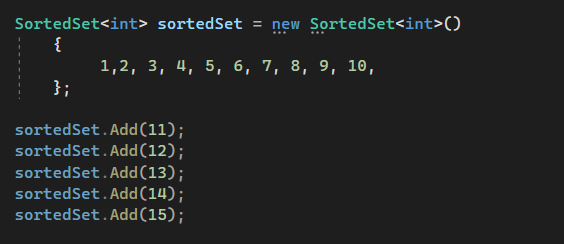 SortedSet<int> sortedSet = new SortedSet<int>()
{
1,2, 3, 4, 5, 6, 7, 8, 9, 10,
};
sortedSet.Add(11);
sortedSet.Add(12);
sortedSet.Add(13);
sortedSet.Add(14);
sortedSet.Add(15);